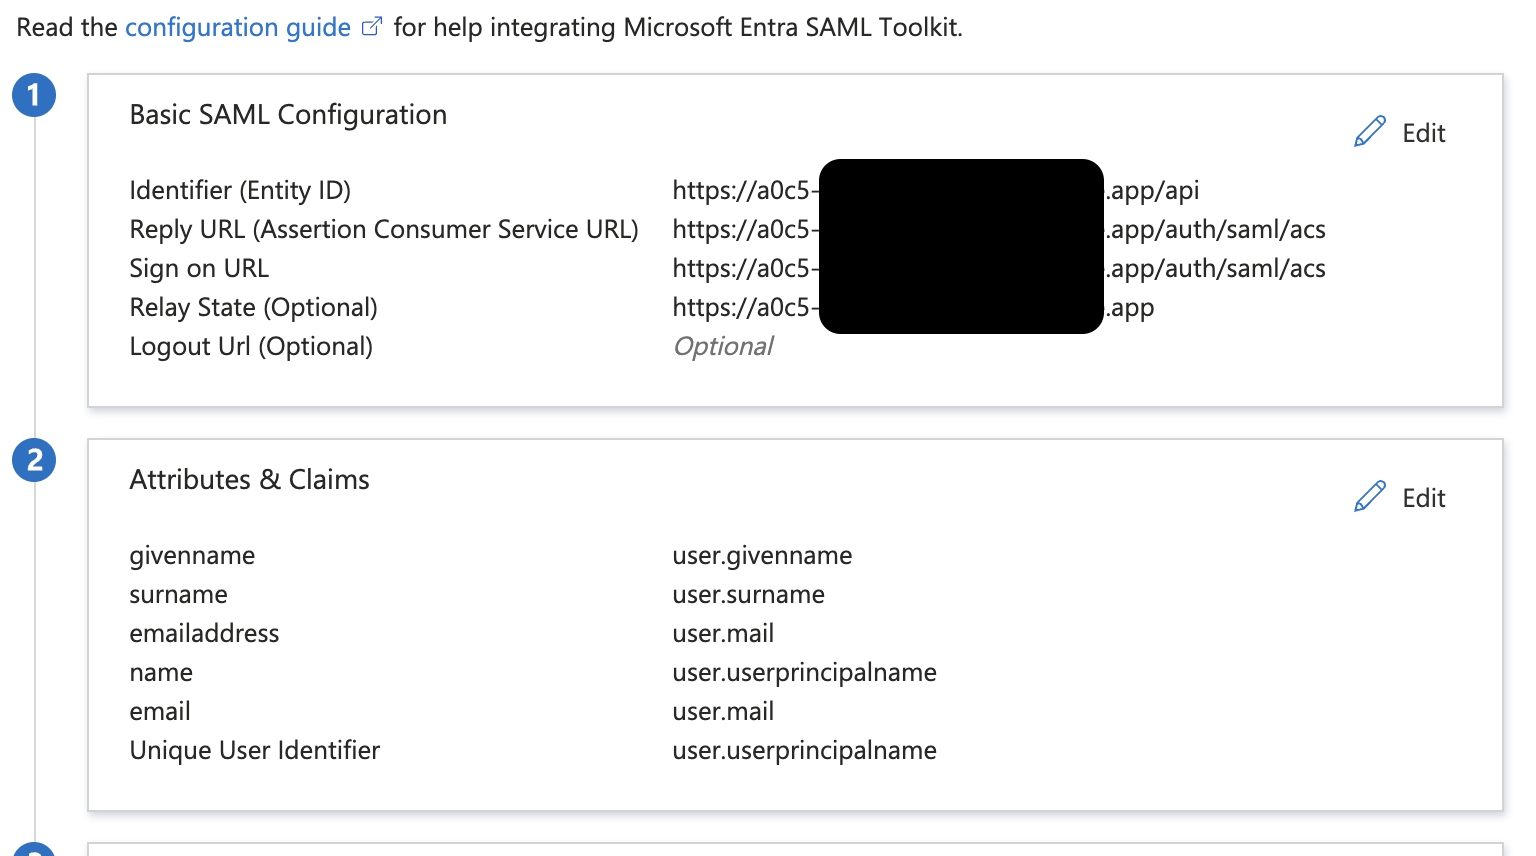 Read the configuration guide for help integrating Microsoft Entra SAML Toolkit.
1
Basic SAML Configuration
Edit
Identifier (Entity ID) https://a0c5- .app/api
Reply URL (Assertion Consumer Service URL) https://a0c5- .app/auth/saml/acs
Sign on URL https://a0c5- .app/auth/saml/acs
Relay State (Optional) https://a0c5- .app
Logout Url (Optional) Optional
2
Attributes & Claims
Edit
givenname user.givenname
surname user.surname
emailaddress user.mail
name user.userprincipalname
email user.mail
Unique User Identifier user.userprincipalname